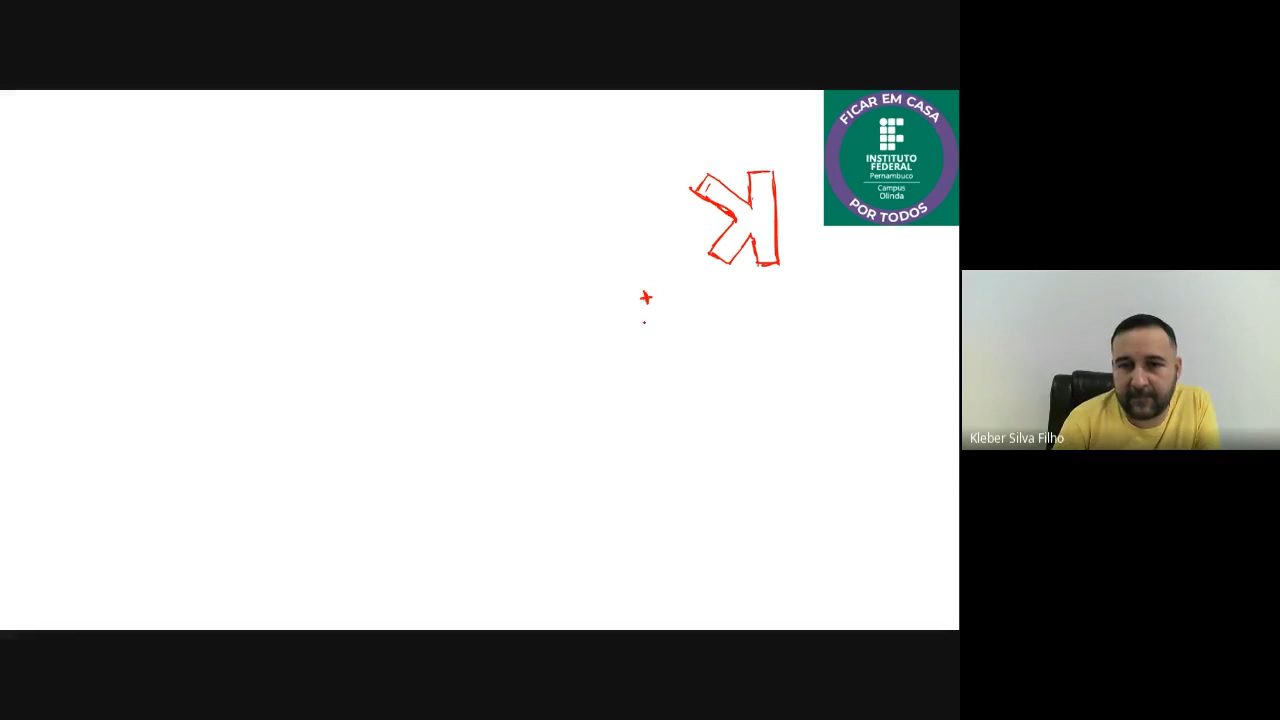 FICAR EM CASA
INSTITUTO
FEDERAL
Pernambuco
Campus
Olinda
POR TODOS
K
+
Kleber Silva Filho